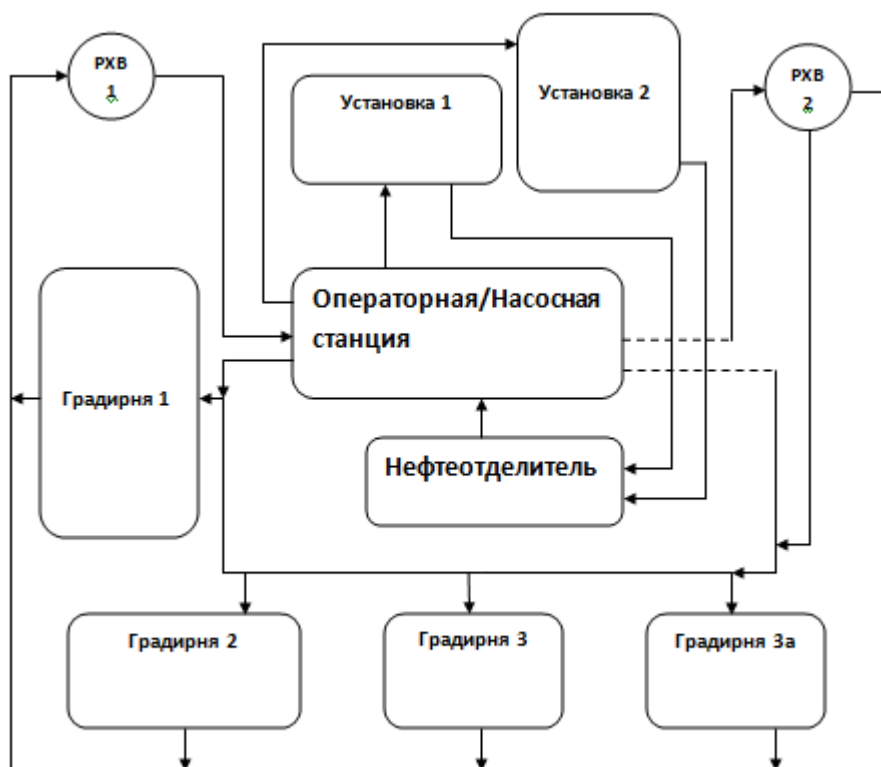 РХВ
1
Установка 1
Установка 2
РХВ
2
Операторная/Насосная
станция
Градирня 1
Нефтеотделитель
Градирня 2
Градирня 3
Градирня 3а